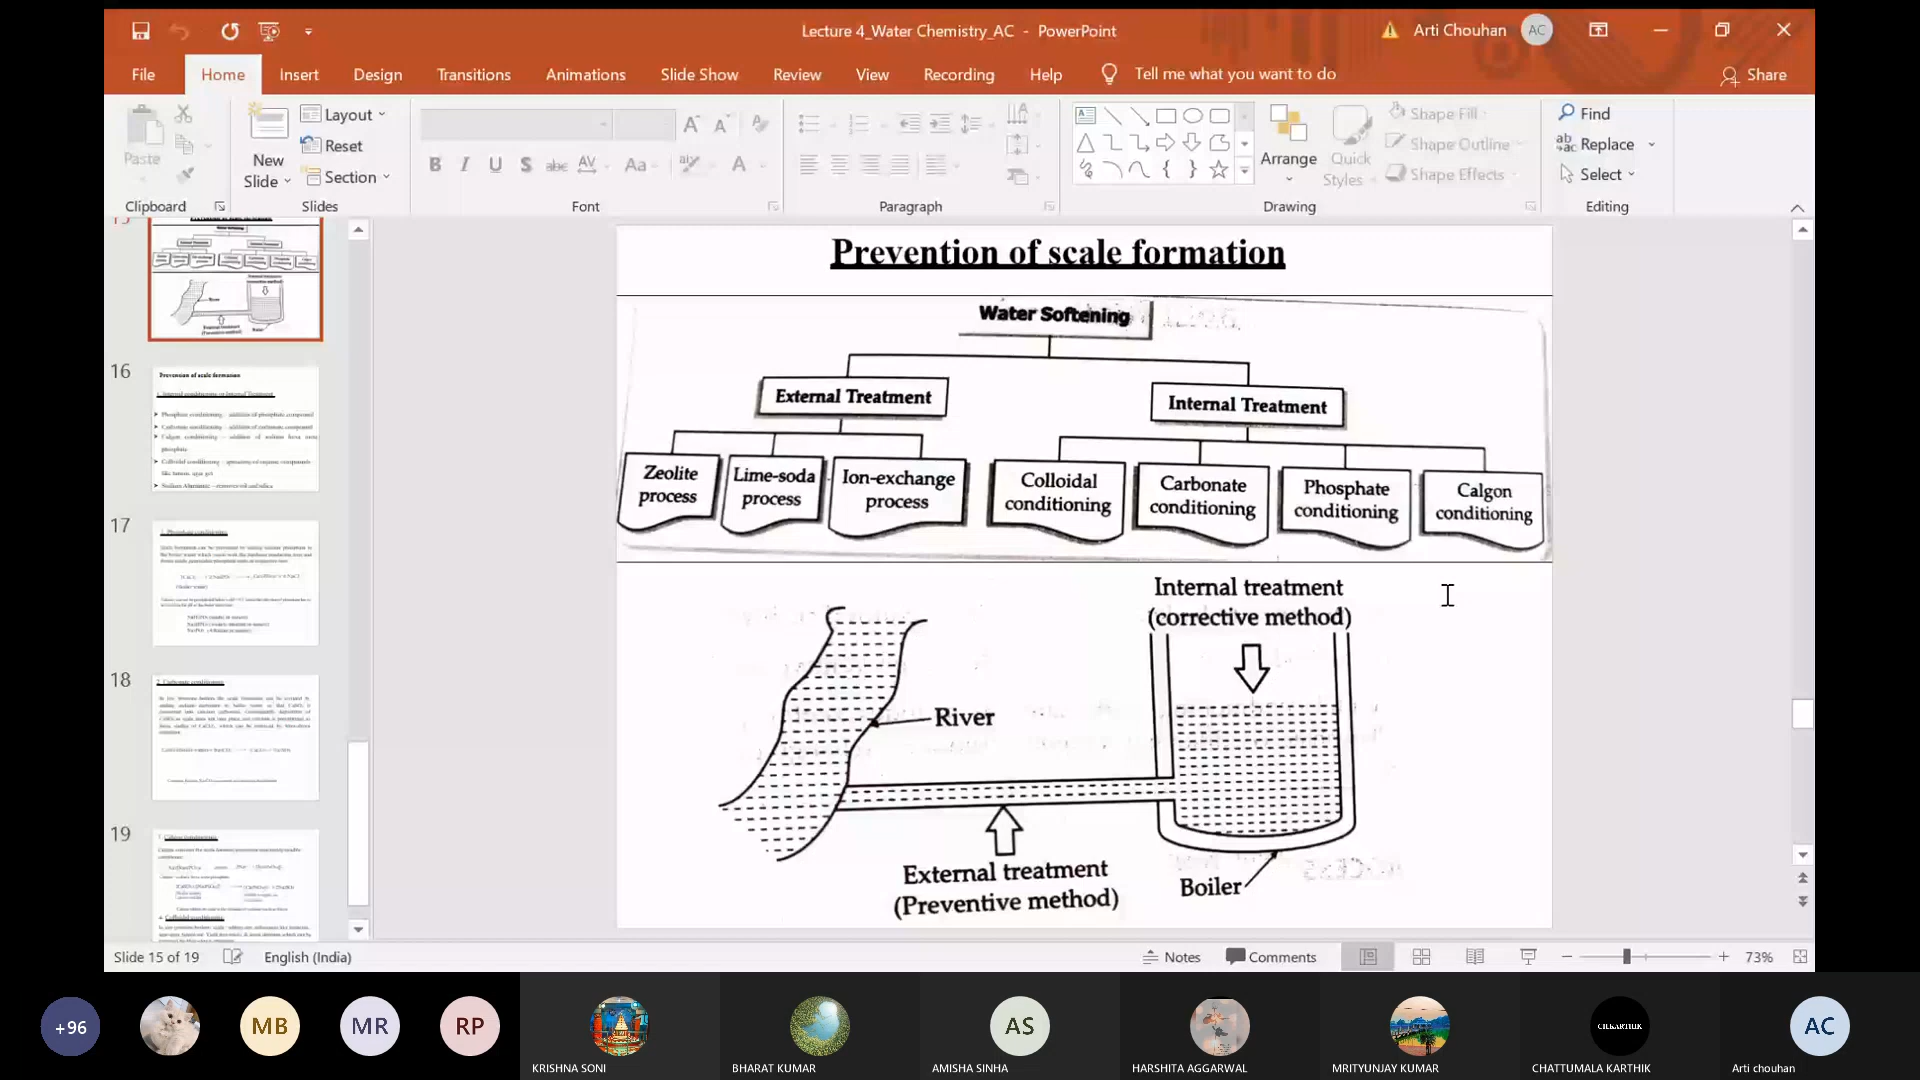 Lecture 4_Water Chemistry_AC - PowerPoint
Arti Chouhan
AC
File
Home
Insert
Design
Transitions
Animations
Slide Show
Review
View
Recording
Help
Tell me what you want to do
Share
Paste
Clipboard
New
Slide
Layout
Reset
Section
Slides
Font
Paragraph
Arrange
Quick
Styles
Shape Fill
Shape Outline
Shape Effects
Drawing
Find
Replace
Select
Editing
16
Prevention of scale formation
17
18
19
Prevention of scale formation
Water Softening
External Treatment
Internal Treatment
Zeolite
process
Lime-soda
process
Ion-exchange
process
Colloidal
conditioning
Carbonate
conditioning
Phosphate
conditioning
Calgon
conditioning
Internal treatment
(corrective method)
River
External treatment
(Preventive method)
Boiler
Slide 15 of 19
English (India)
Notes
Comments
73%
+96
MB
MR
RP
KRISHNA SONI
BHARAT KUMAR
AS
AMISHA SINHA
HARSHITA AGGARWAL
MRITYUNJAY KUMAR
CHATTUMALA KARTHIK
AC
Arti chouhan